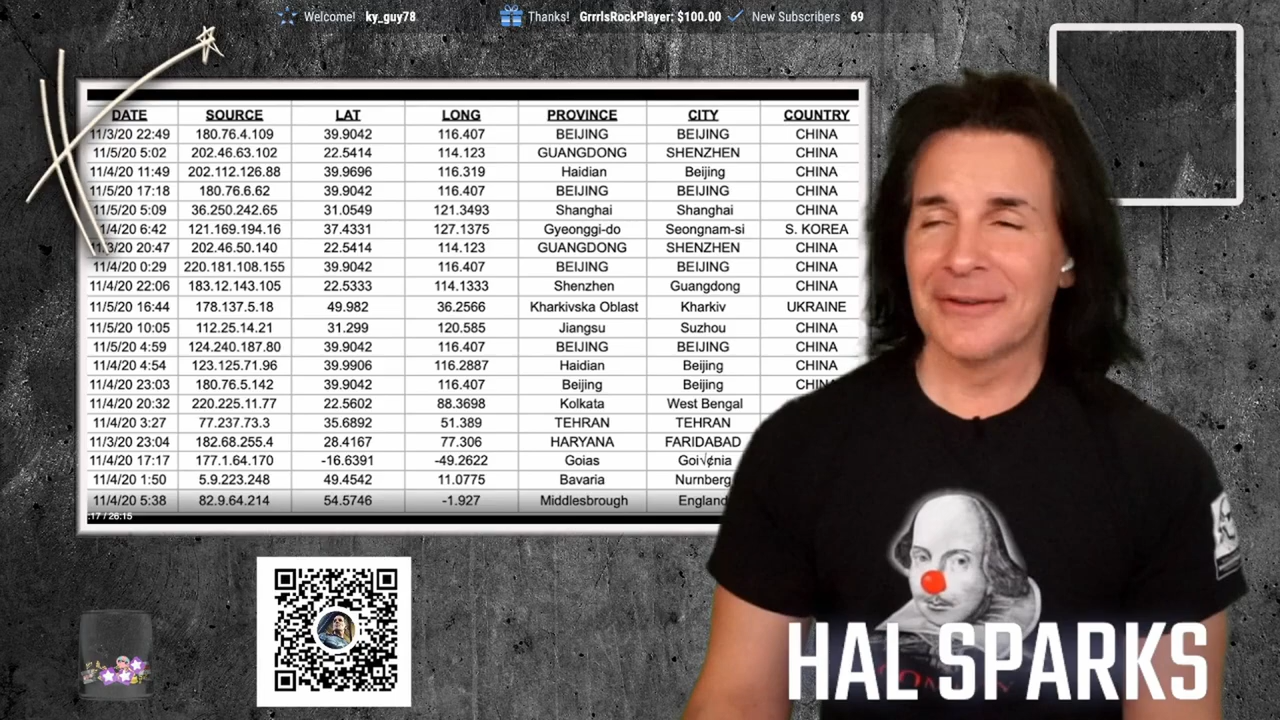 Welcome! ky_guy78 Thanks! GrrrlsRockPlayer: $100.00 New Subscribers 69
DATE SOURCE LAT LONG PROVINCE CITY COUNTRY
11/3/20 22:49 180.76.4.109 39.9042 116.407 BEIJING BEIJING CHINA
11/5/20 5:02 202.46.63.102 22.5414 114.123 GUANGDONG SHENZHEN CHINA
11/4/20 11:49 202.112.126.88 39.9696 116.319 Haidian Beijing CHINA
11/5/20 17:18 180.76.6.62 39.9042 116.407 BEIJING BEIJING CHINA
11/5/20 5:09 36.250.242.65 31.0549 121.3493 Shanghai Shanghai CHINA
11/4/20 6:42 121.169.194.16 37.4331 127.1375 Gyeonggi-do Seongnam-si S. KOREA
11/3/20 20:47 202.46.50.140 22.5414 114.123 GUANGDONG SHENZHEN CHINA
11/4/20 0:29 220.181.108.155 39.9042 116.407 BEIJING BEIJING CHINA
11/4/20 22:06 183.12.143.105 22.5333 114.1333 Shenzhen Guangdong CHINA
11/5/20 16:44 178.137.5.18 49.982 36.2566 Kharkivska Oblast Kharkiv UKRAINE
11/5/20 10:05 112.25.14.21 31.299 120.585 Jiangsu Suzhou CHINA
11/5/20 4:59 124.240.187.80 39.9042 116.407 BEIJING BEIJING CHINA
11/4/20 4:54 123.125.71.96 39.9906 116.2887 Haidian Beijing CHINA
11/4/20 23:03 180.76.5.142 39.9042 116.407 Beijing Beijing CHINA
11/4/20 20:32 220.225.11.77 22.5602 88.3698 Kolkata West Bengal
11/4/20 3:27 77.237.73.3 35.6892 51.389 TEHRAN TEHRAN
11/3/20 23:04 182.68.255.4 28.4167 77.306 HARYANA FARIDABAD
11/4/20 17:17 177.1.64.170 -16.6391 -49.2622 Goias Goi√¢nia
11/4/20 1:50 5.9.223.248 49.4542 11.0775 Bavaria Nurnberg
11/4/20 5:38 82.9.64.214 54.5746 -1.927 Middlesbrough England
:17 / 26:15
HAL SPARKS